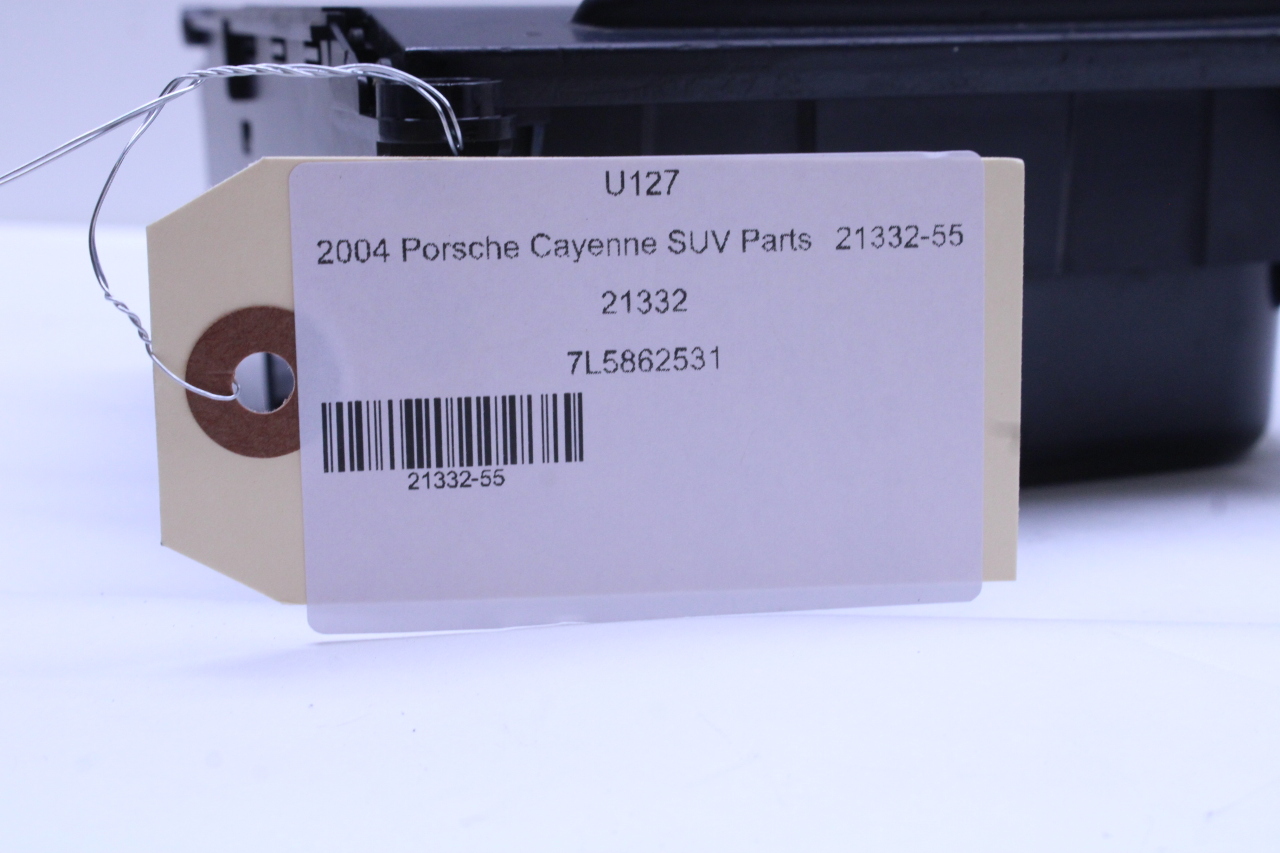 U127
2004 Porsche Cayenne SUV Parts 21332-55
21332
7L5862531
21332-55